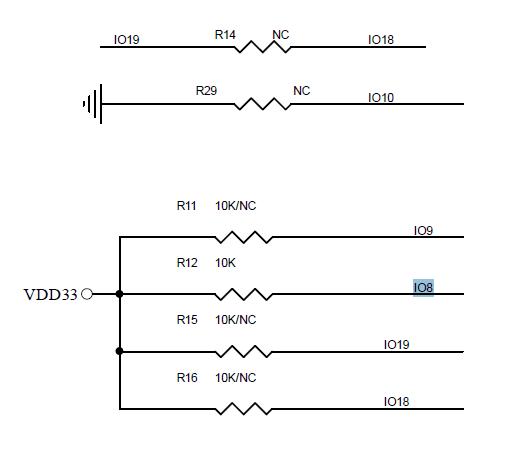 IO19 R14 NC IO18
R29 NC IO10
R11 10K/NC
IO9
R12 10K
VDD33 IO8
R15 10K/NC
IO19
R16 10K/NC
IO18